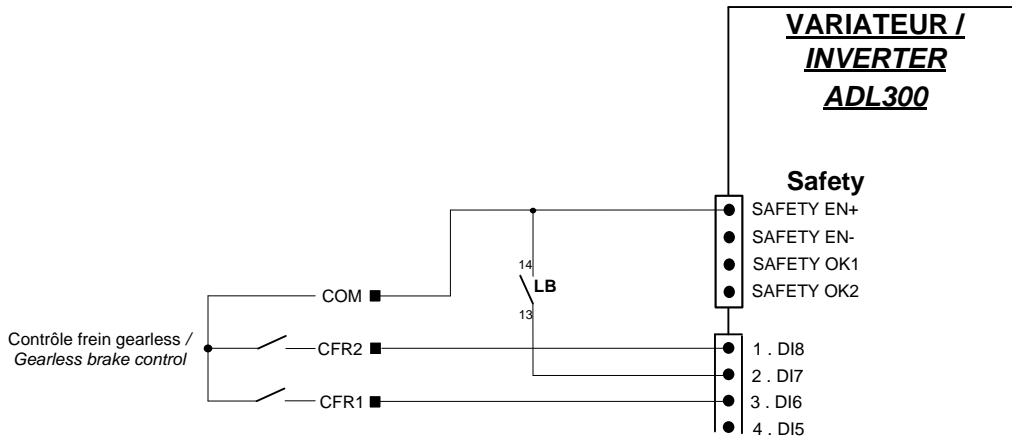 VARIATEUR /
INVERTER
ADL300
Safety
SAFETY EN+
SAFETY EN-
SAFETY OK1
SAFETY OK2
14
LB
13
COM
Contrôle frein gearless /
Gearless brake control
CFR2
CFR1
1 . DI8
2 . DI7
3 . DI6
4 . DI5